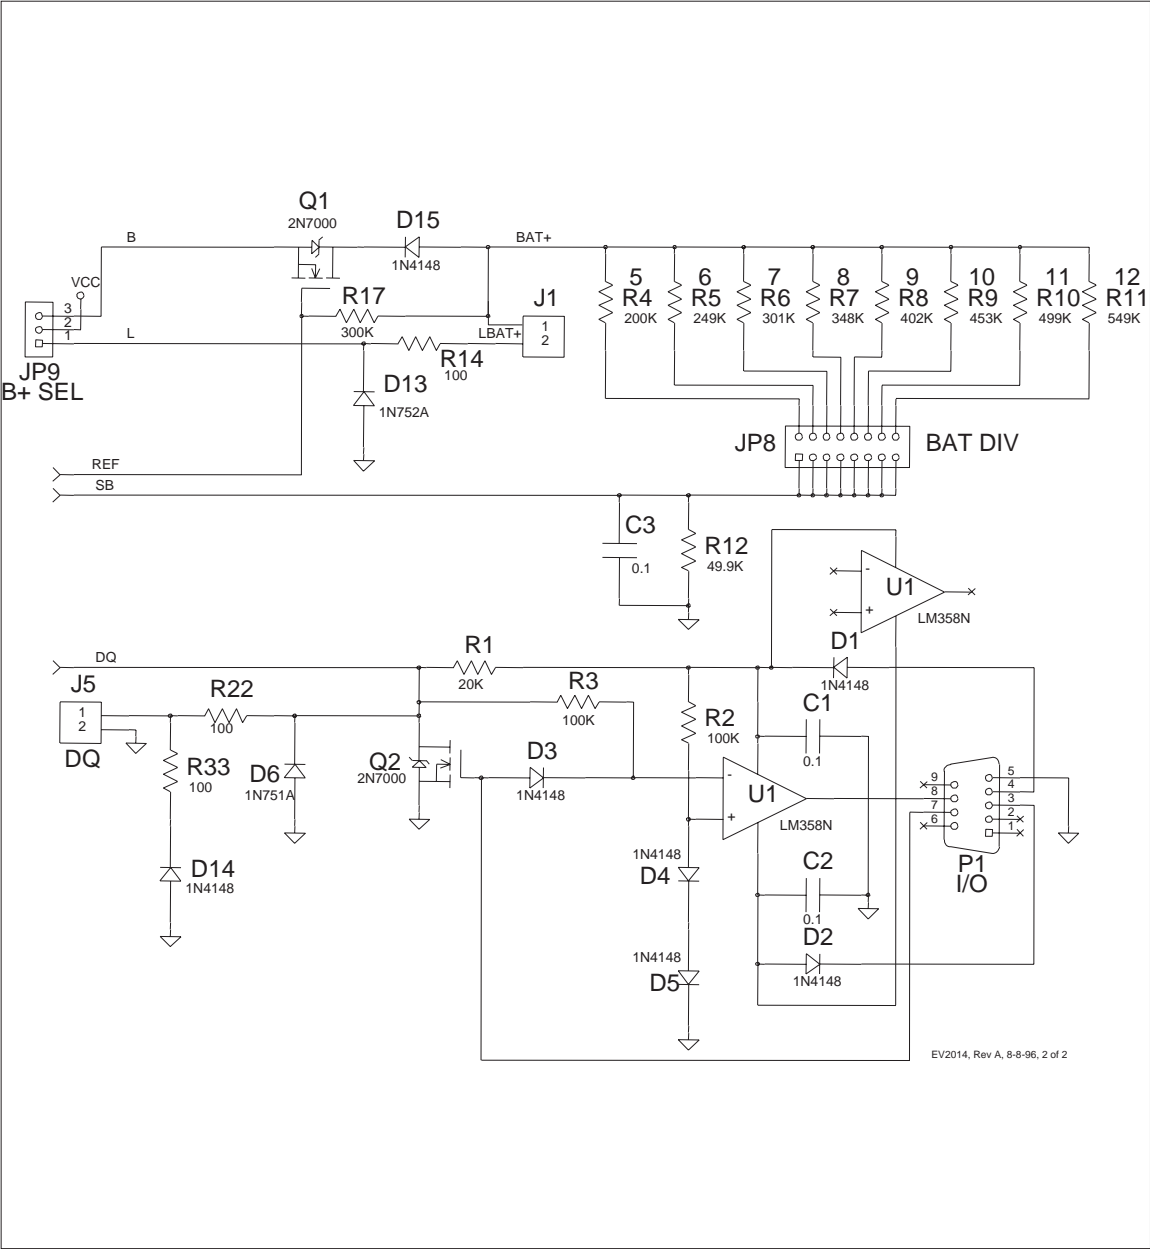 Q1
2N7000
D15
1N4148
B
BAT+
VCC
3
2
1
L
JP9
B+ SEL
R17
300K
LBAT+
J1
1
2
R14
100
D13
1N752A
5
R4
200K
6
R5
249K
7
R6
301K
8
R7
348K
9
R8
402K
10
R9
453K
11
R10
499K
12
R11
549K
JP8
BAT DIV
REF
SB
C3
0.1
R12
49.9K
-
+
U1
LM358N
DQ
R1
20K
D1
1N4148
J5
1
2
DQ
R22
100
R3
100K
R2
100K
C1
0.1
R33
100
D6
1N751A
Q2
2N7000
D3
1N4148
-
+
U1
LM358N
9
8
7
6
5
4
3
2
1
P1
I/O
D14
1N4148
1N4148
D4
C2
0.1
D2
1N4148
1N4148
D5
EV2014, Rev A, 8-8-96, 2 of 2